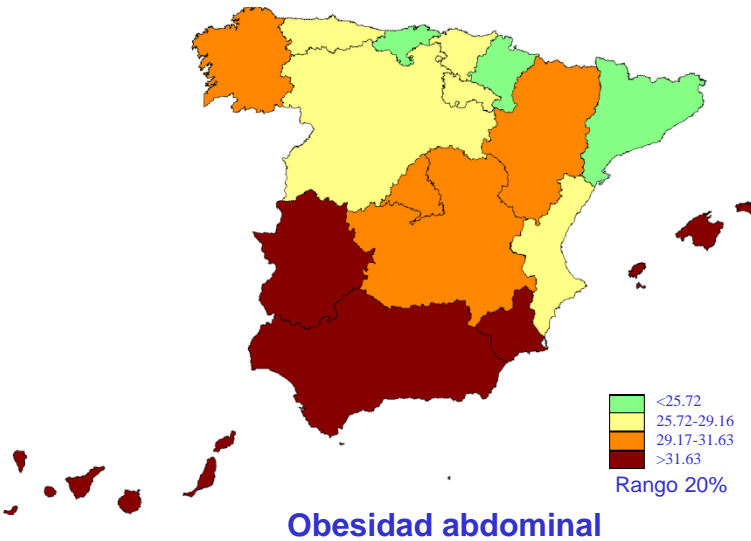 <25.72
25.72-29.16
29.17-31.63
>31.63
Rango 20%
Obesidad abdominal